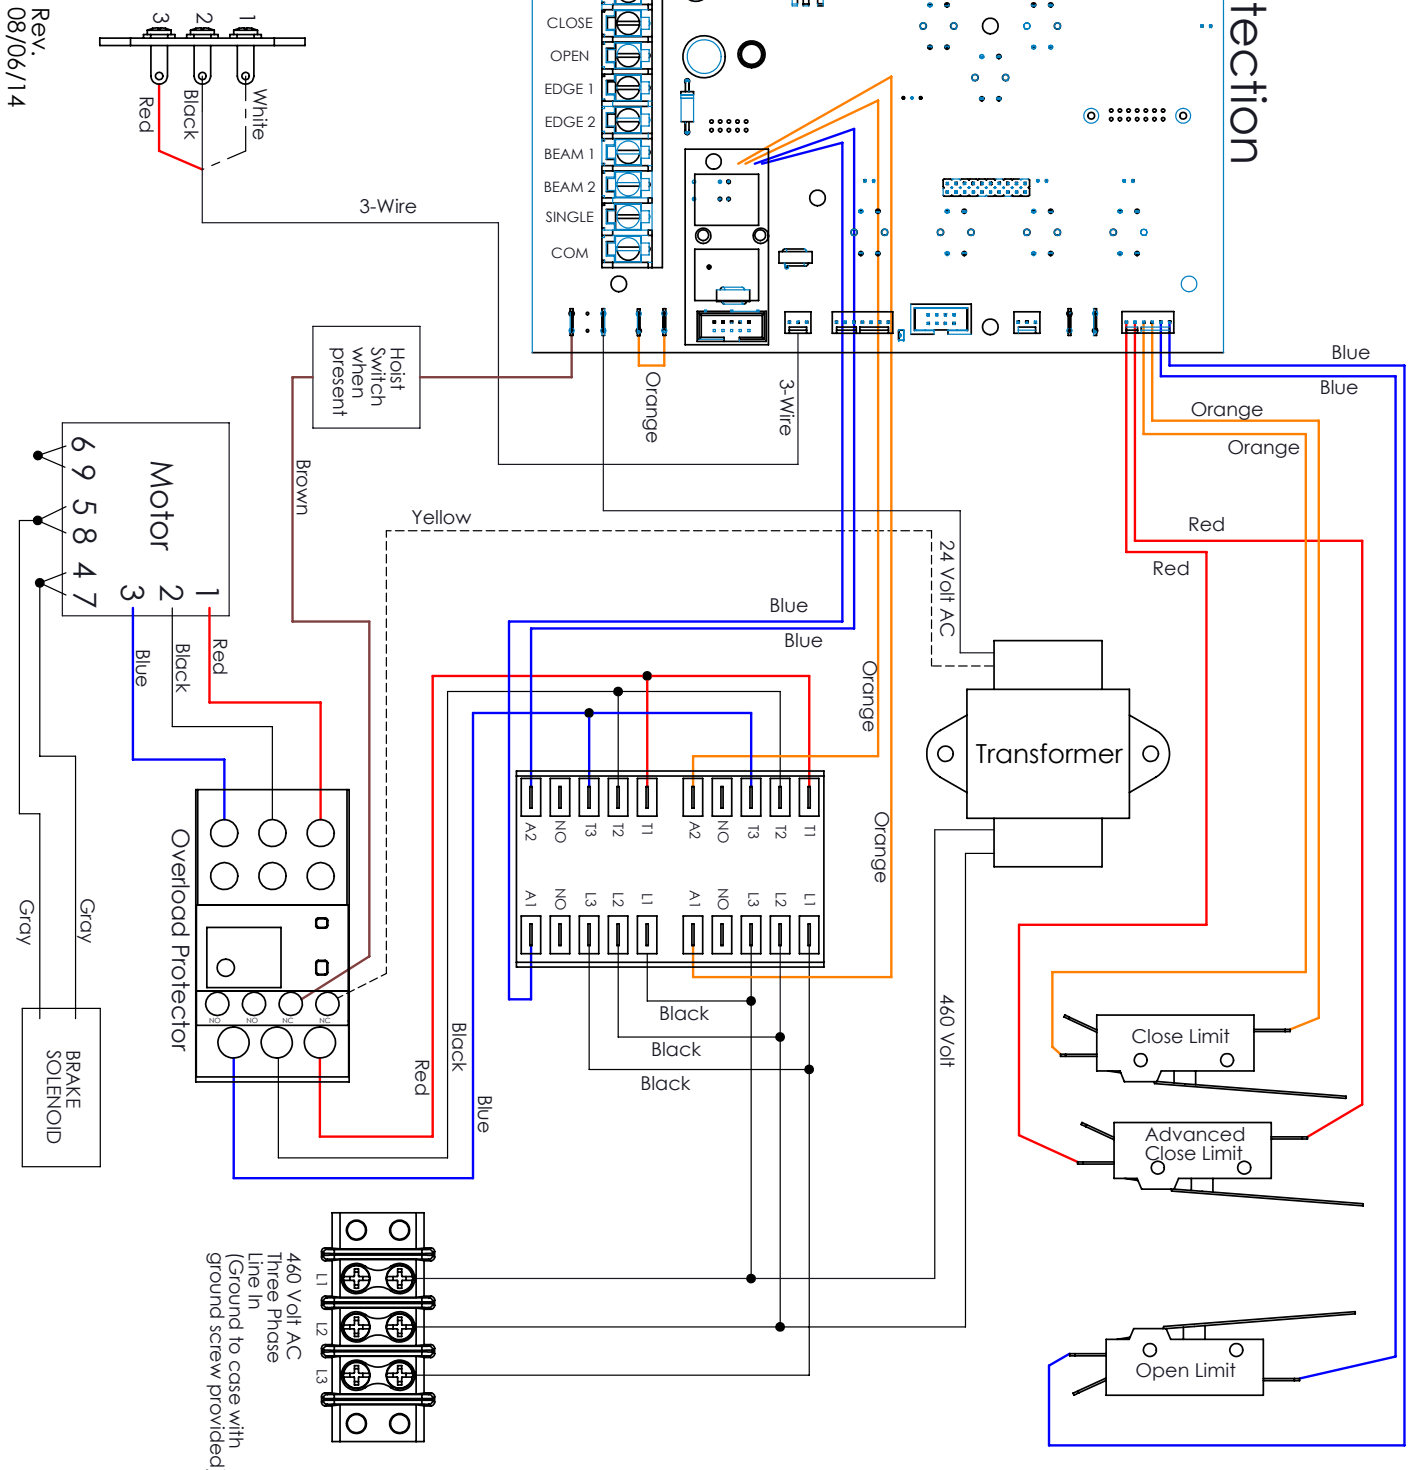 tection
Rev.
08/06/14
3
2
1
White
Black
Red
CLOSE
OPEN
EDGE 1
EDGE 2
BEAM 1
BEAM 2
SINGLE
COM
3-Wire
3-Wire
Hoist
Switch
when
present
Orange
Brown
Yellow
24 Volt AC
Blue
Blue
Orange
Orange
Red
Red
Motor
6 9 5 8 4 7
3 2 1
Red
Black
Blue
Blue
Blue
Orange
Orange
Transformer
460 Volt
A2 NO T3 T2 T1 A2 NO T3 T2 T1
A1 NO L3 L2 L1 A1 NO L3 L2 L1
Black
Black
Black
Overload Protector
NO NO NC NC
Red
Black
Blue
Gray
Gray
BRAKE
SOLENOID
Close Limit
Advanced
Close Limit
Open Limit
L1
L2
L3
460 Volt AC
Three Phase
Line In
(Ground to case with
ground screw provided)